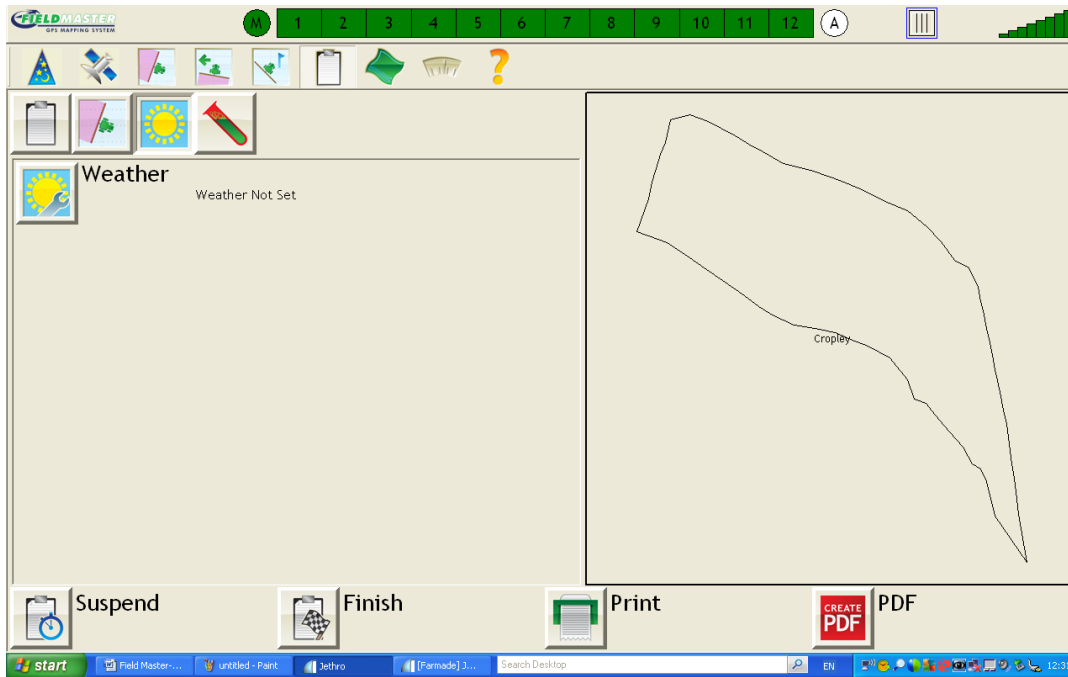 FIELDMASTER
GPS MAPPING SYSTEM
M 1 2 3 4 5 6 7 8 9 10 11 12 A
?
Weather
Weather Not Set
Cropley
Suspend
Finish
Print
CREATE
PDF
PDF
start
Field Master-...
untitled - Paint
Jethro
[Farmade] J...
Search Desktop
EN
12:31